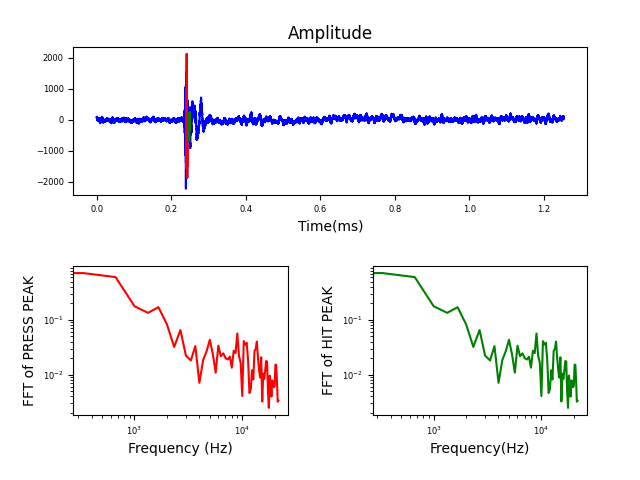 Amplitude
2000
1000
0
−1000
−2000
0.0 0.2 0.4 0.6 0.8 1.0 1.2
Time(ms)
FFT of PRESS PEAK
10⁻¹
10⁻²
10³ 10⁴
Frequency (Hz)
FFT of HIT PEAK
10⁻¹
10⁻²
10³ 10⁴
Frequency(Hz)